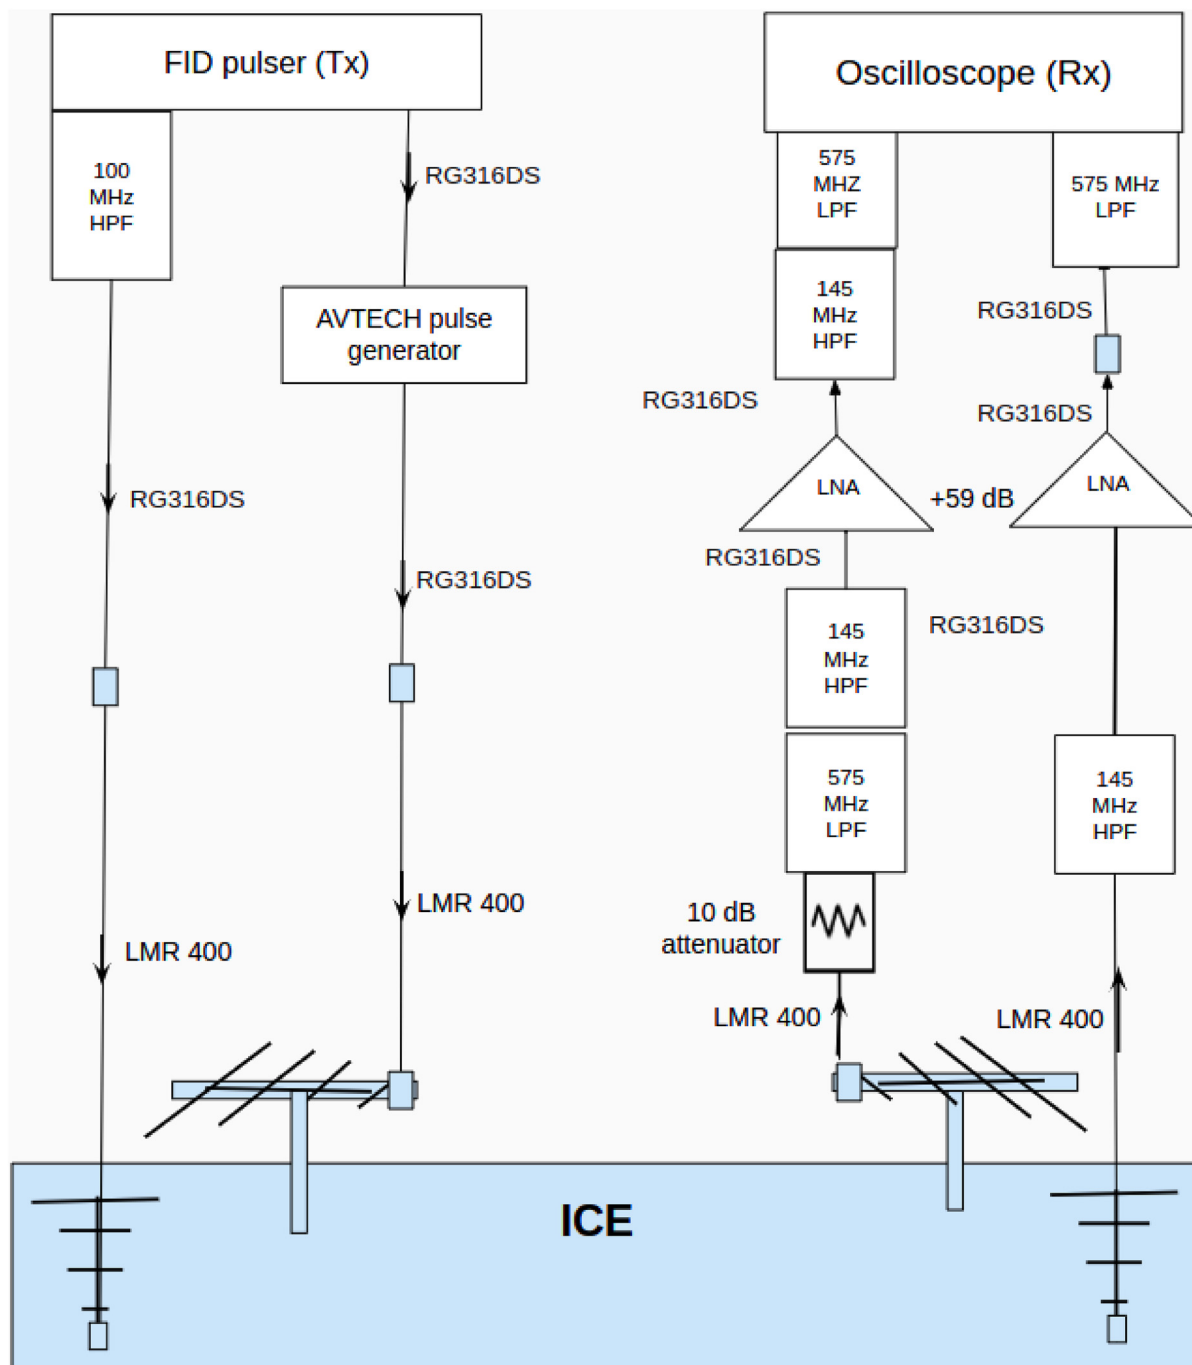 FID pulser (Tx)
Oscilloscope (Rx)
100
MHz
HPF
RG316DS
575
MHZ
LPF
575 MHz
LPF
AVTECH pulse
generator
145
MHz
HPF
RG316DS
RG316DS
RG316DS
RG316DS
LNA
+59 dB
LNA
RG316DS
RG316DS
RG316DS
145
MHz
HPF
575
MHz
LPF
145
MHz
HPF
LMR 400
10 dB
attenuator
LMR 400
LMR 400
LMR 400
ICE